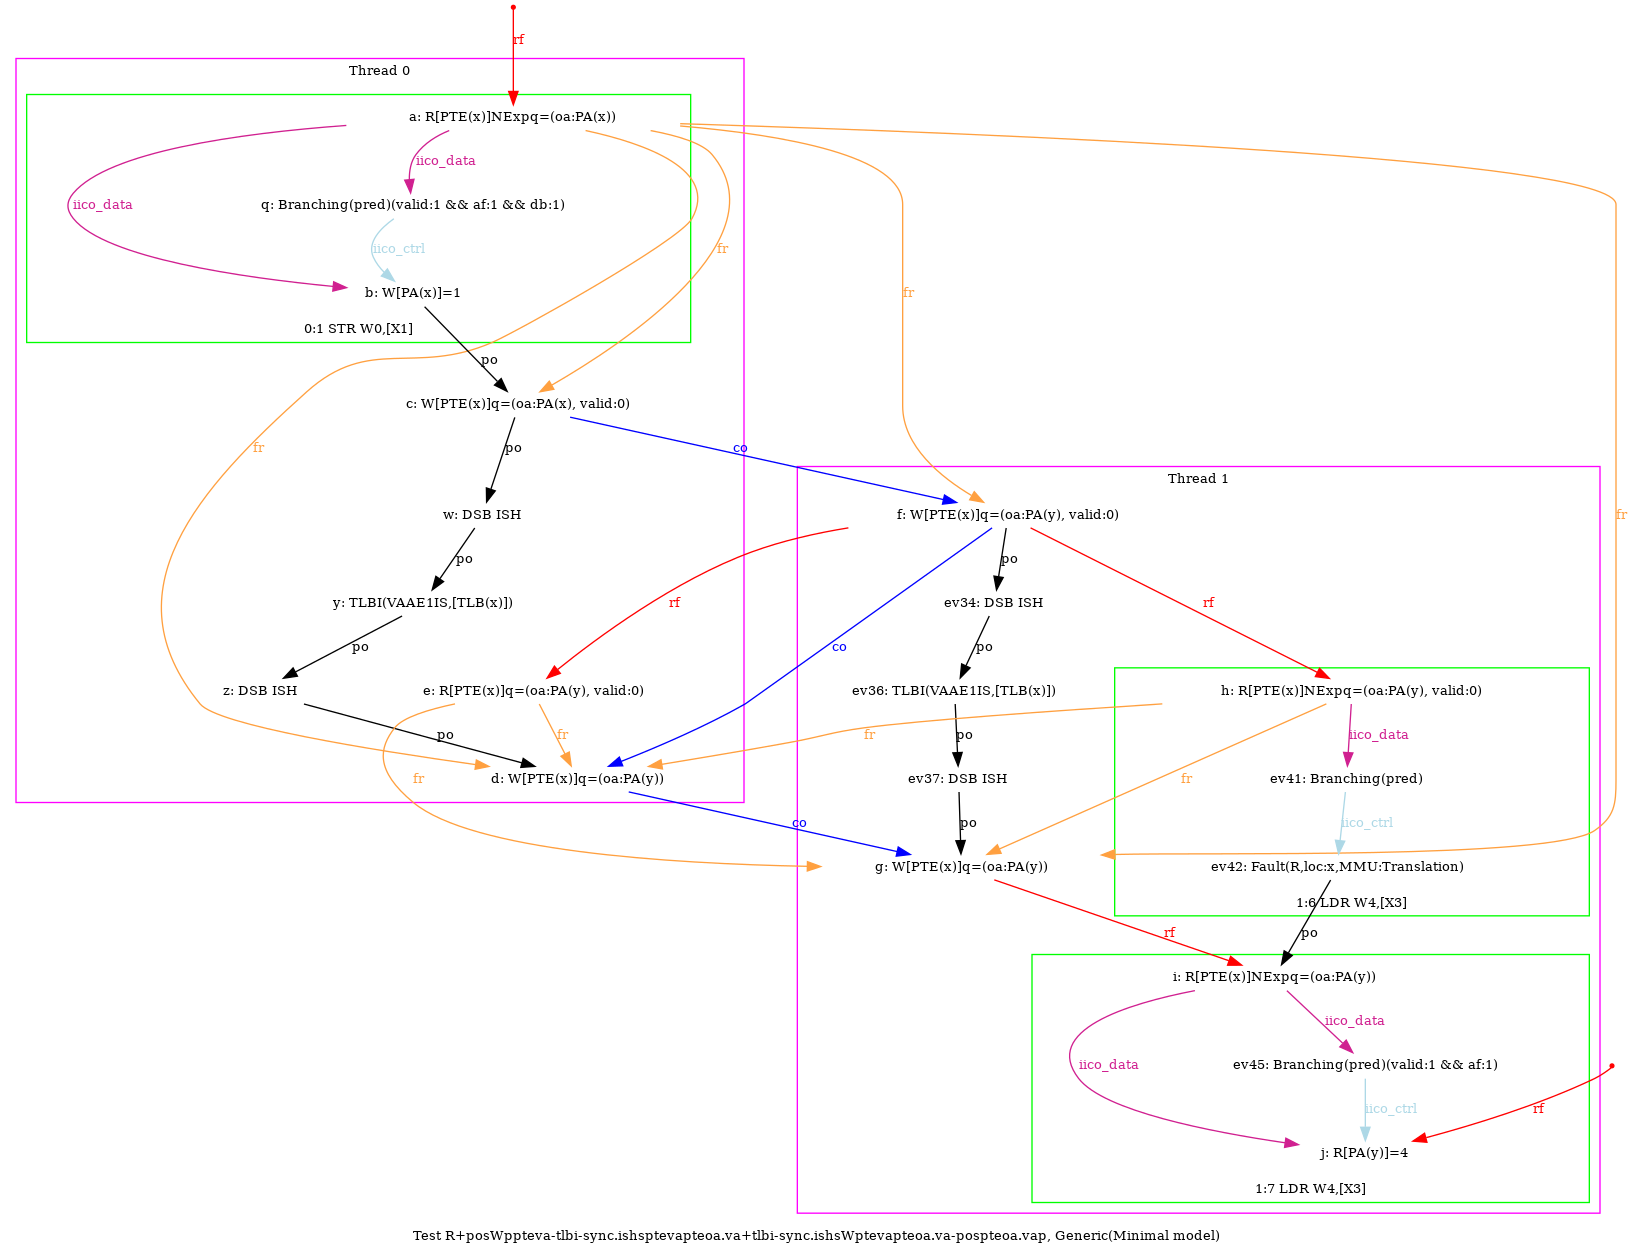 rf
Thread 0
a: R[PTE(x)]NExpq=(oa:PA(x))
iico_data
iico_data
q: Branching(pred)(valid:1 && af:1 && db:1)
iico_ctrl
fr
fr
b: W[PA(x)]=1
0:1 STR W0,[X1]
po
c: W[PTE(x)]q=(oa:PA(x), valid:0)
fr
po
co
Thread 1
w: DSB ISH
f: W[PTE(x)]q=(oa:PA(y), valid:0)
fr
po
po
y: TLBI(VAAE1IS,[TLB(x)])
rf
ev34: DSB ISH
rf
po
co
po
z: DSB ISH
e: R[PTE(x)]q=(oa:PA(y), valid:0)
ev36: TLBI(VAAE1IS,[TLB(x)])
h: R[PTE(x)]NExpq=(oa:PA(y), valid:0)
po
fr
fr
po
iico_data
fr
d: W[PTE(x)]q=(oa:PA(y))
ev37: DSB ISH
fr
ev41: Branching(pred)
co
po
iico_ctrl
g: W[PTE(x)]q=(oa:PA(y))
ev42: Fault(R,loc:x,MMU:Translation)
1:6 LDR W4,[X3]
rf
po
i: R[PTE(x)]NExpq=(oa:PA(y))
iico_data
iico_data
ev45: Branching(pred)(valid:1 && af:1)
iico_ctrl
rf
j: R[PA(y)]=4
1:7 LDR W4,[X3]
Test R+posWppteva-tlbi-sync.ishsptevapteoa.va+tlbi-sync.ishsWptevapteoa.va-pospteoa.vap, Generic(Minimal model)